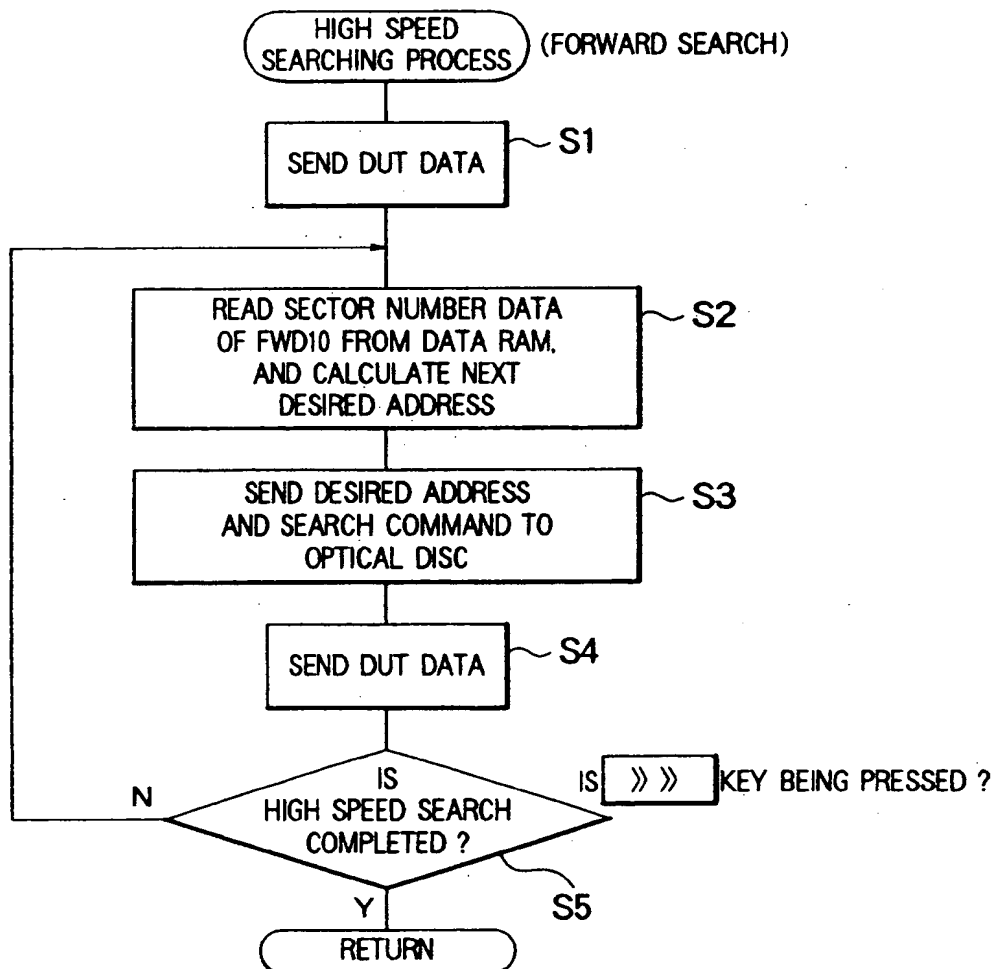 HIGH SPEED
SEARCHING PROCESS
(FORWARD SEARCH)
SEND DUT DATA
S1
READ SECTOR NUMBER DATA
OF FWD10 FROM DATA RAM,
AND CALCULATE NEXT
DESIRED ADDRESS
S2
SEND DESIRED ADDRESS
AND SEARCH COMMAND TO
OPTICAL DISC
S3
SEND DUT DATA
S4
IS
HIGH SPEED SEARCH
COMPLETED ?
N
IS » » KEY BEING PRESSED ?
S5
Y
RETURN